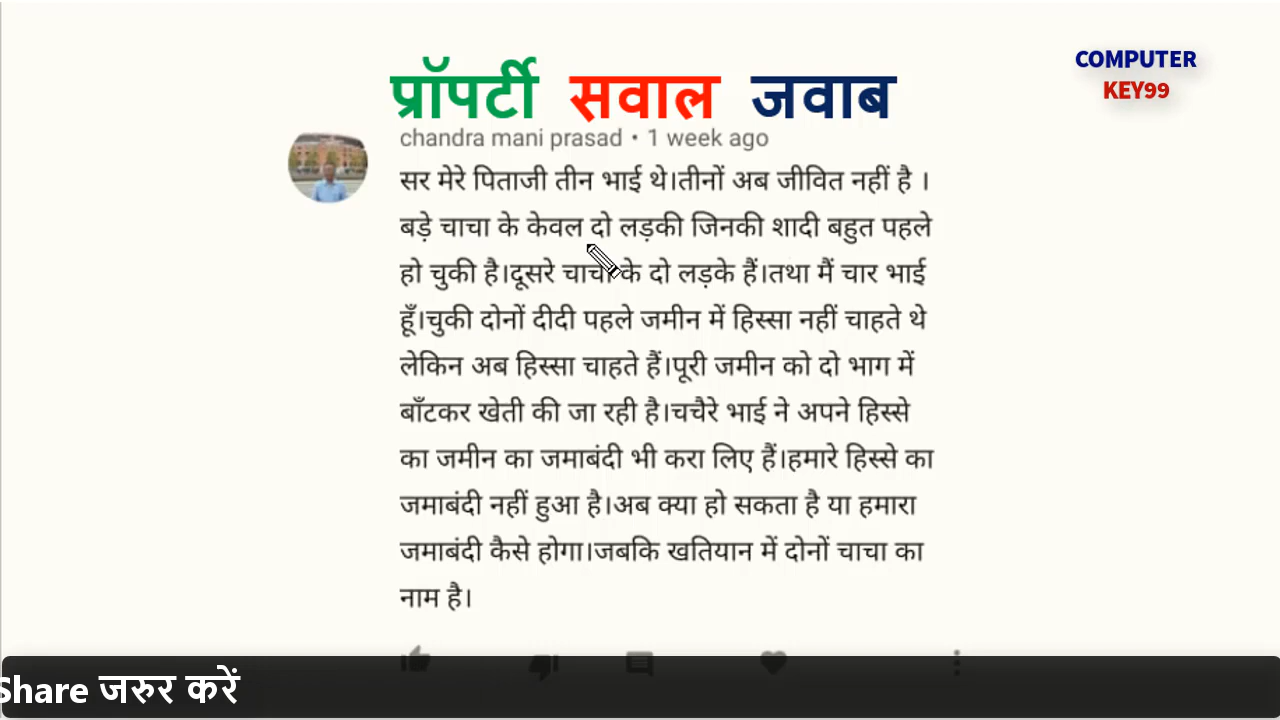 COMPUTER
KEY99
प्रॉपर्टी सवाल जवाब
chandra mani prasad • 1 week ago
सर मेरे पिताजी तीन भाई थे।तीनों अब जीवित नहीं है ।
बड़े चाचा के केवल दो लड़की जिनकी शादी बहुत पहले
हो चुकी है।दूसरे चाचा के दो लड़के हैं।तथा मैं चार भाई
हूँ।चुकी दोनों दीदी पहले जमीन में हिस्सा नहीं चाहते थे
लेकिन अब हिस्सा चाहते हैं।पूरी जमीन को दो भाग में
बाँटकर खेती की जा रही है।चचैरे भाई ने अपने हिस्से
का जमीन का जमाबंदी भी करा लिए हैं।हमारे हिस्से का
जमाबंदी नहीं हुआ है।अब क्या हो सकता है या हमारा
जमाबंदी कैसे होगा।जबकि खतियान में दोनों चाचा का
नाम है।
Share जरुर करें